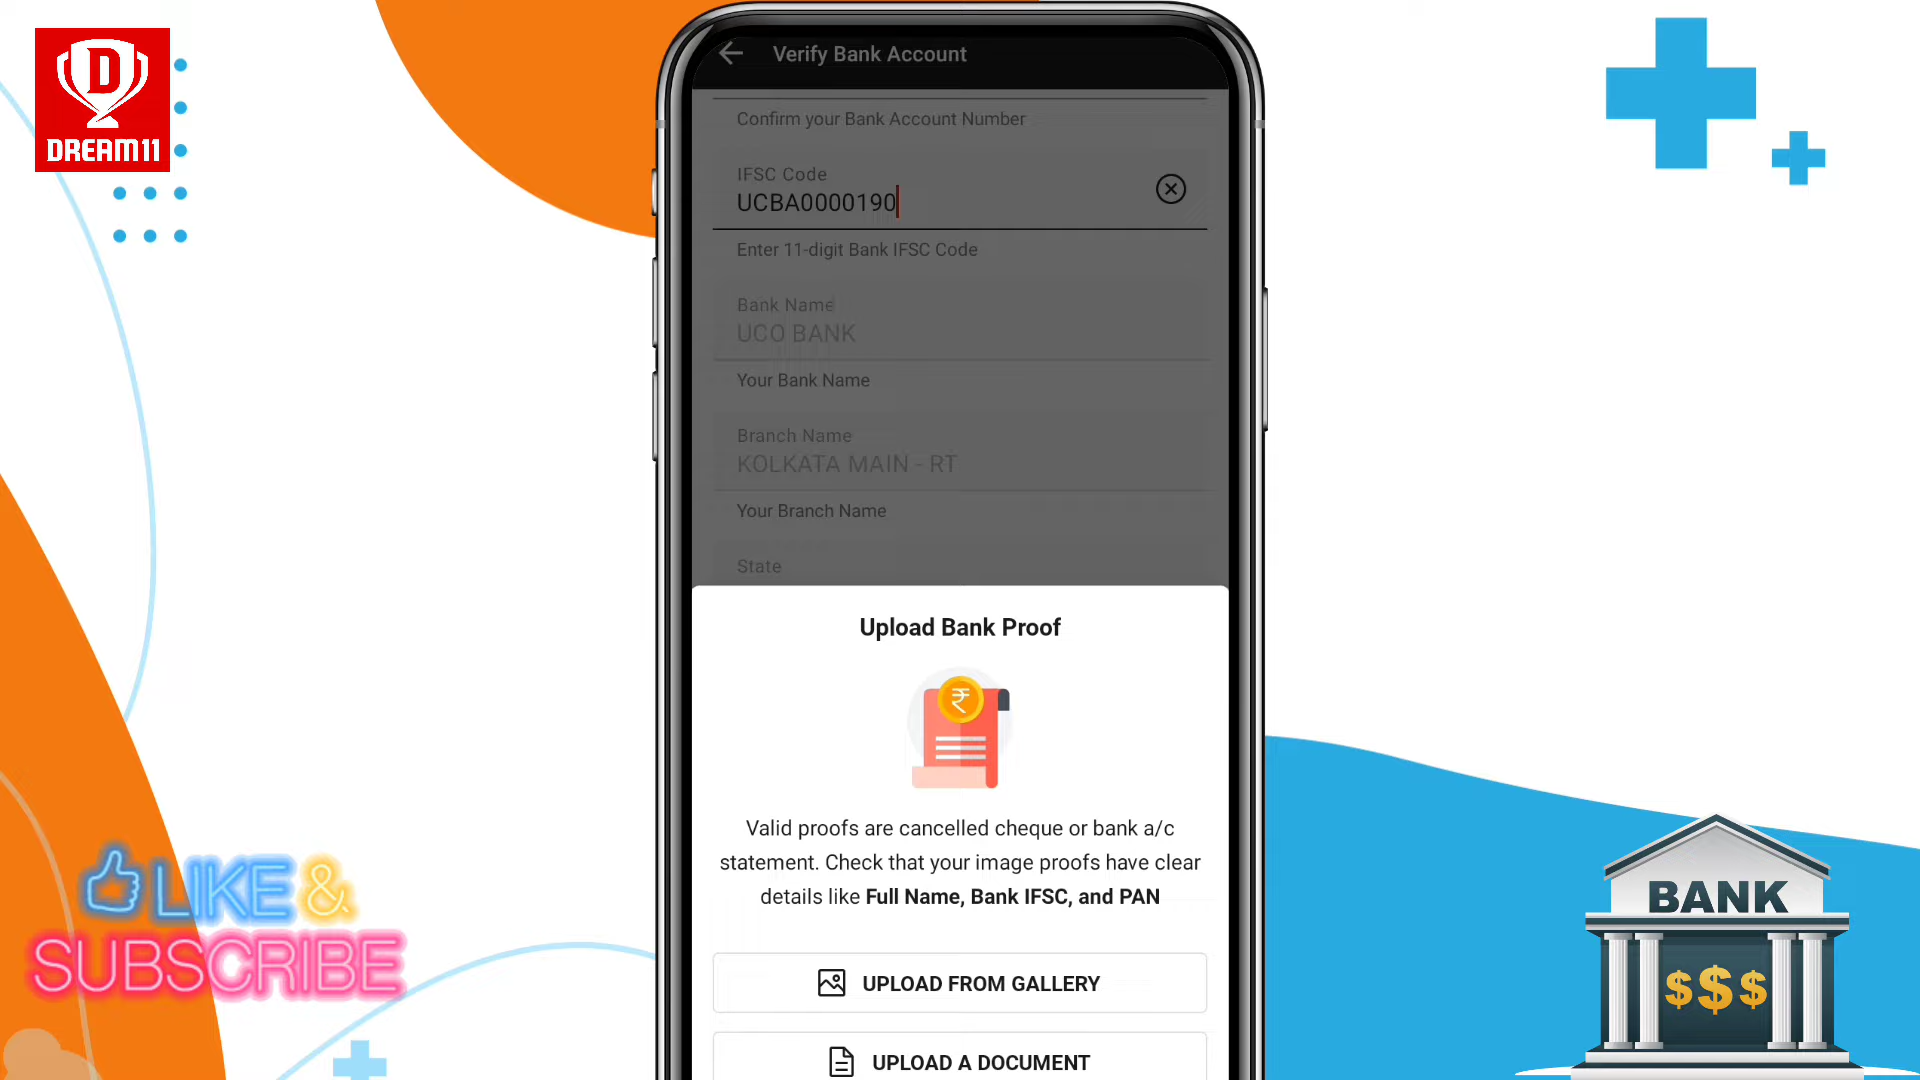 DREAM11
Verify Bank Account
Confirm your Bank Account Number
IFSC Code
UCBA0000190
Enter 11-digit Bank IFSC Code
Bank Name
UCO BANK
Your Bank Name
Branch Name
KOLKATA MAIN - RT
Your Branch Name
State
Upload Bank Proof
₹
Valid proofs are cancelled cheque or bank a/c
statement. Check that your image proofs have clear
details like Full Name, Bank IFSC, and PAN
UPLOAD FROM GALLERY
UPLOAD A DOCUMENT
LIKE &
SUBSCRIBE
BANK
$$$